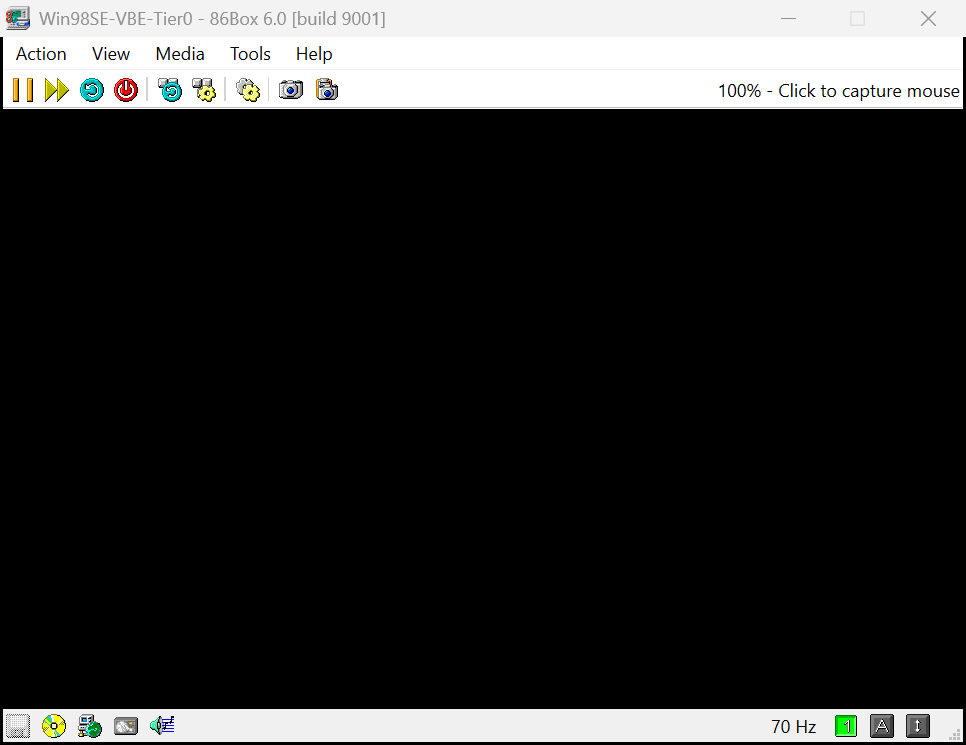 Win98SE-VBE-Tier0 - 86Box 6.0 [build 9001]
Action View Media Tools Help
100% - Click to capture mouse
70 Hz 1 A